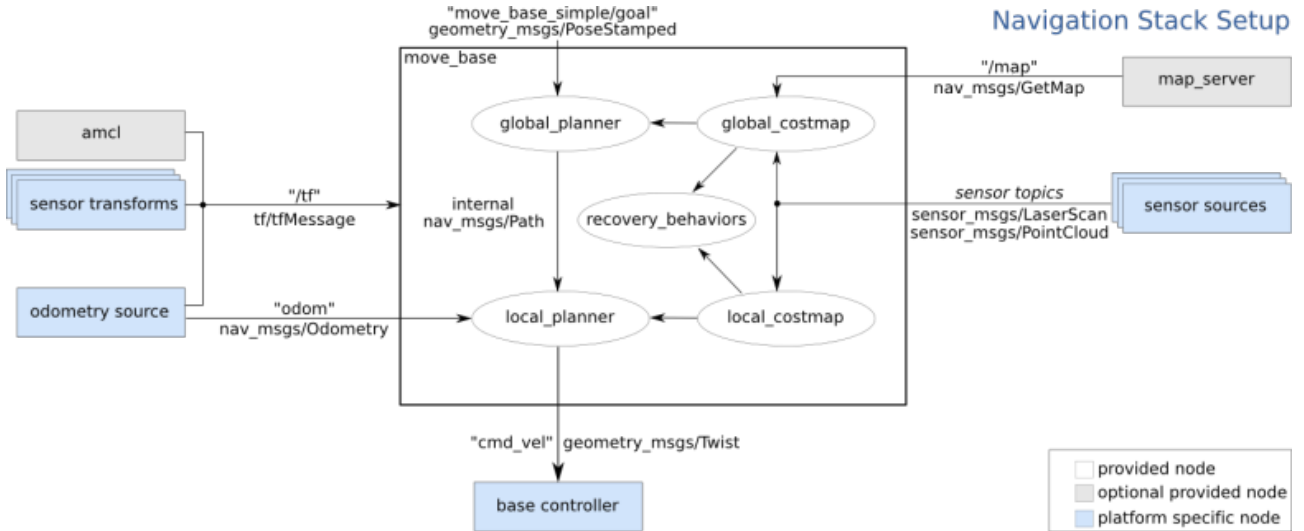 Navigation Stack Setup
"move_base_simple/goal"
geometry_msgs/PoseStamped
move_base
"/map"
nav_msgs/GetMap
map_server
amcl
global_planner
global_costmap
sensor transforms
"/tf"
tf/tfMessage
internal
nav_msgs/Path
recovery_behaviors
sensor topics
sensor_msgs/LaserScan
sensor_msgs/PointCloud
sensor sources
odometry source
"odom"
nav_msgs/Odometry
local_planner
local_costmap
"cmd_vel" geometry_msgs/Twist
base controller
provided node
optional provided node
platform specific node